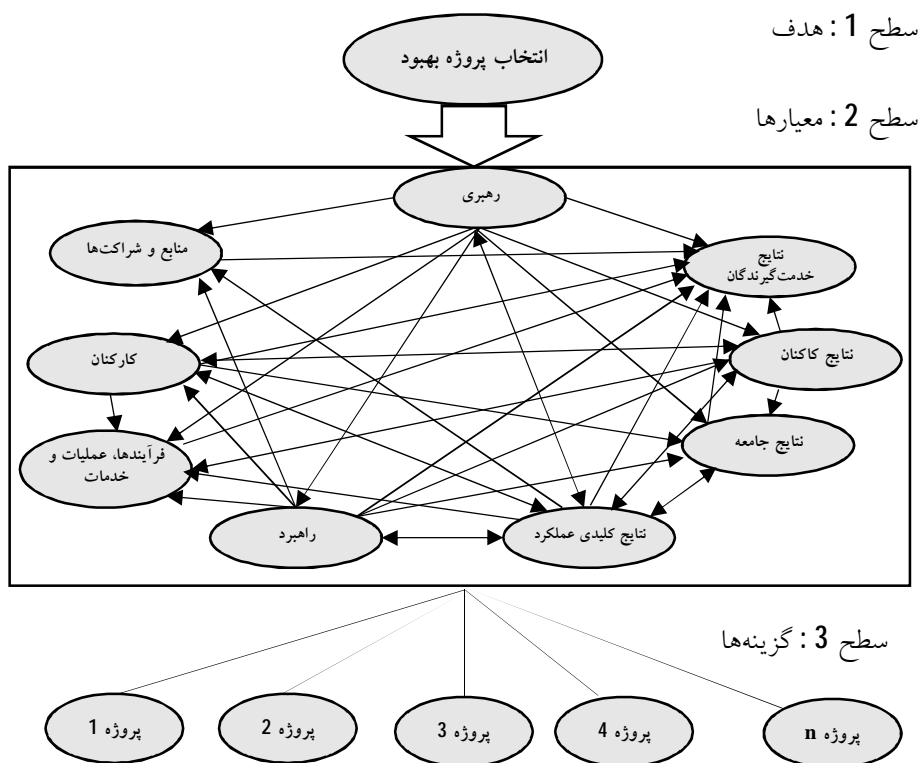 سطح 1 : هدف
انتخاب پروژه بهبود
سطح 2 : معیارها
رهبری
منابع و شراکت‌ها
نتایج
خدمت‌گیرندگان
کارکنان
نتایج کاکنان
فرآیندها، عملیات و
خدمات
نتایج جامعه
راهبرد
نتایج کلیدی عملکرد
سطح 3 : گزینه‌ها
پروژه 1
پروژه 2
پروژه 3
پروژه 4
پروژه n